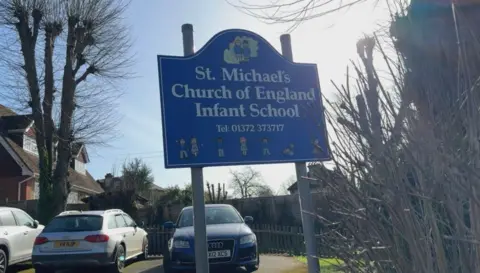 St. Michael's
Church of England
Infant School
Tel: 01372 373717